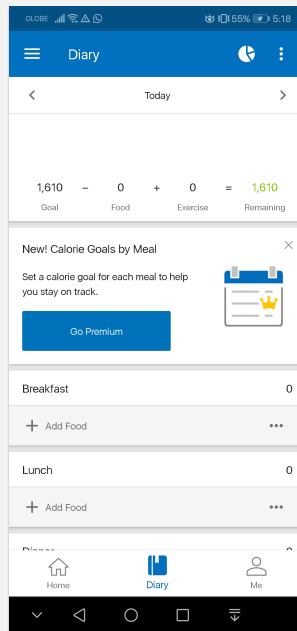 GLOBE 55% 5:18
Diary
Today
1,610 – 0 + 0 = 1,610
Goal Food Exercise Remaining
New! Calorie Goals by Meal
Set a calorie goal for each meal to help
you stay on track.
Go Premium
Breakfast 0
+ Add Food
Lunch 0
+ Add Food
Dinner 0
Home Diary Me